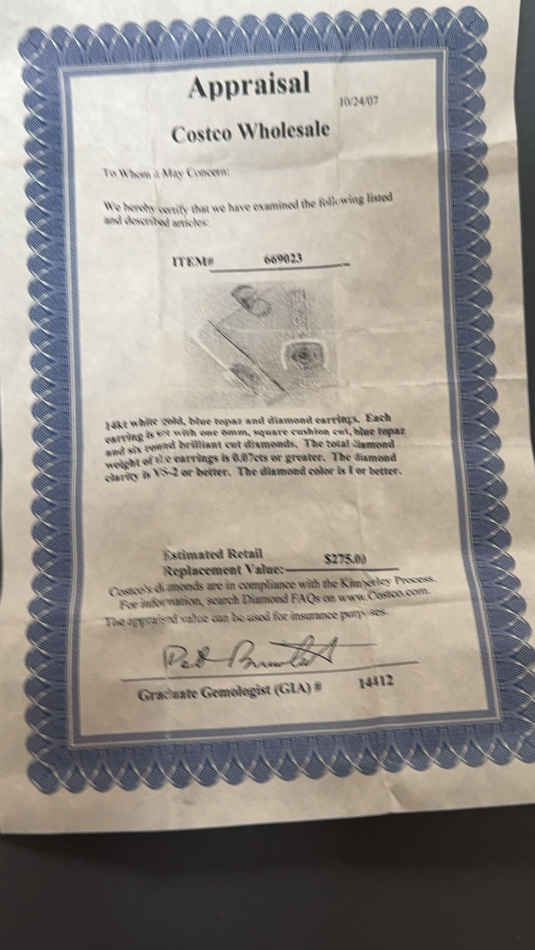 Appraisal
10/24/07
Costco Wholesale
To Whom it May Concern:
We hereby certify that we have examined the following listed
and described articles:
ITEM# 669023
14kt white gold, blue topaz and diamond earrings. Each
earring is set with one 6mm, square cushion cut, blue topaz
and six round brilliant cut diamonds. The total diamond
weight of the earrings is 0.07cts or greater. The diamond
clarity is VS-2 or better. The diamond color is I or better.
Estimated Retail
Replacement Value: $275.00
Costco's diamonds are in compliance with the Kimberley Process.
For information, search Diamond FAQs on www.Costco.com.
The appraised value can be used for insurance purposes.
Graduate Gemologist (GIA) # 14412